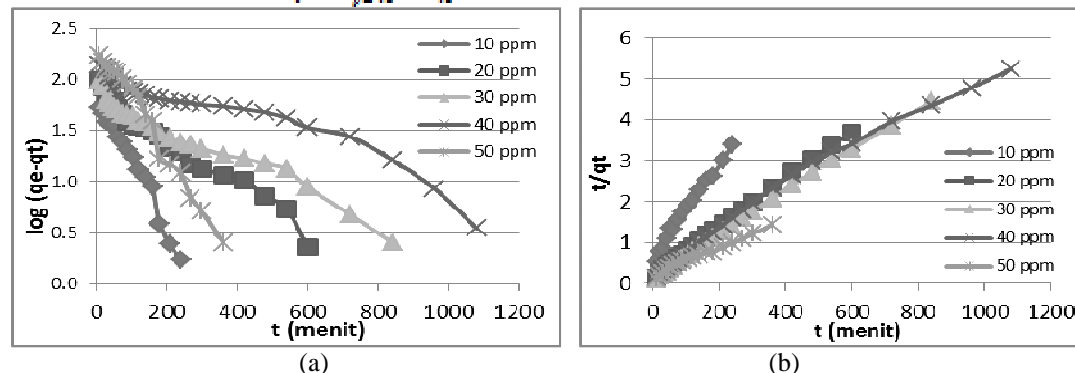 2.5
2.0
1.5
1.0
0.5
0.0
log (qe-qt)
10 ppm
20 ppm
30 ppm
40 ppm
50 ppm
0 200 400 600 800 1000 1200
t (menit)
(a)
6
5
4
3
2
1
0
t/qt
10 ppm
20 ppm
30 ppm
40 ppm
50 ppm
0 200 400 600 800 1000 1200
t (menit)
(b)